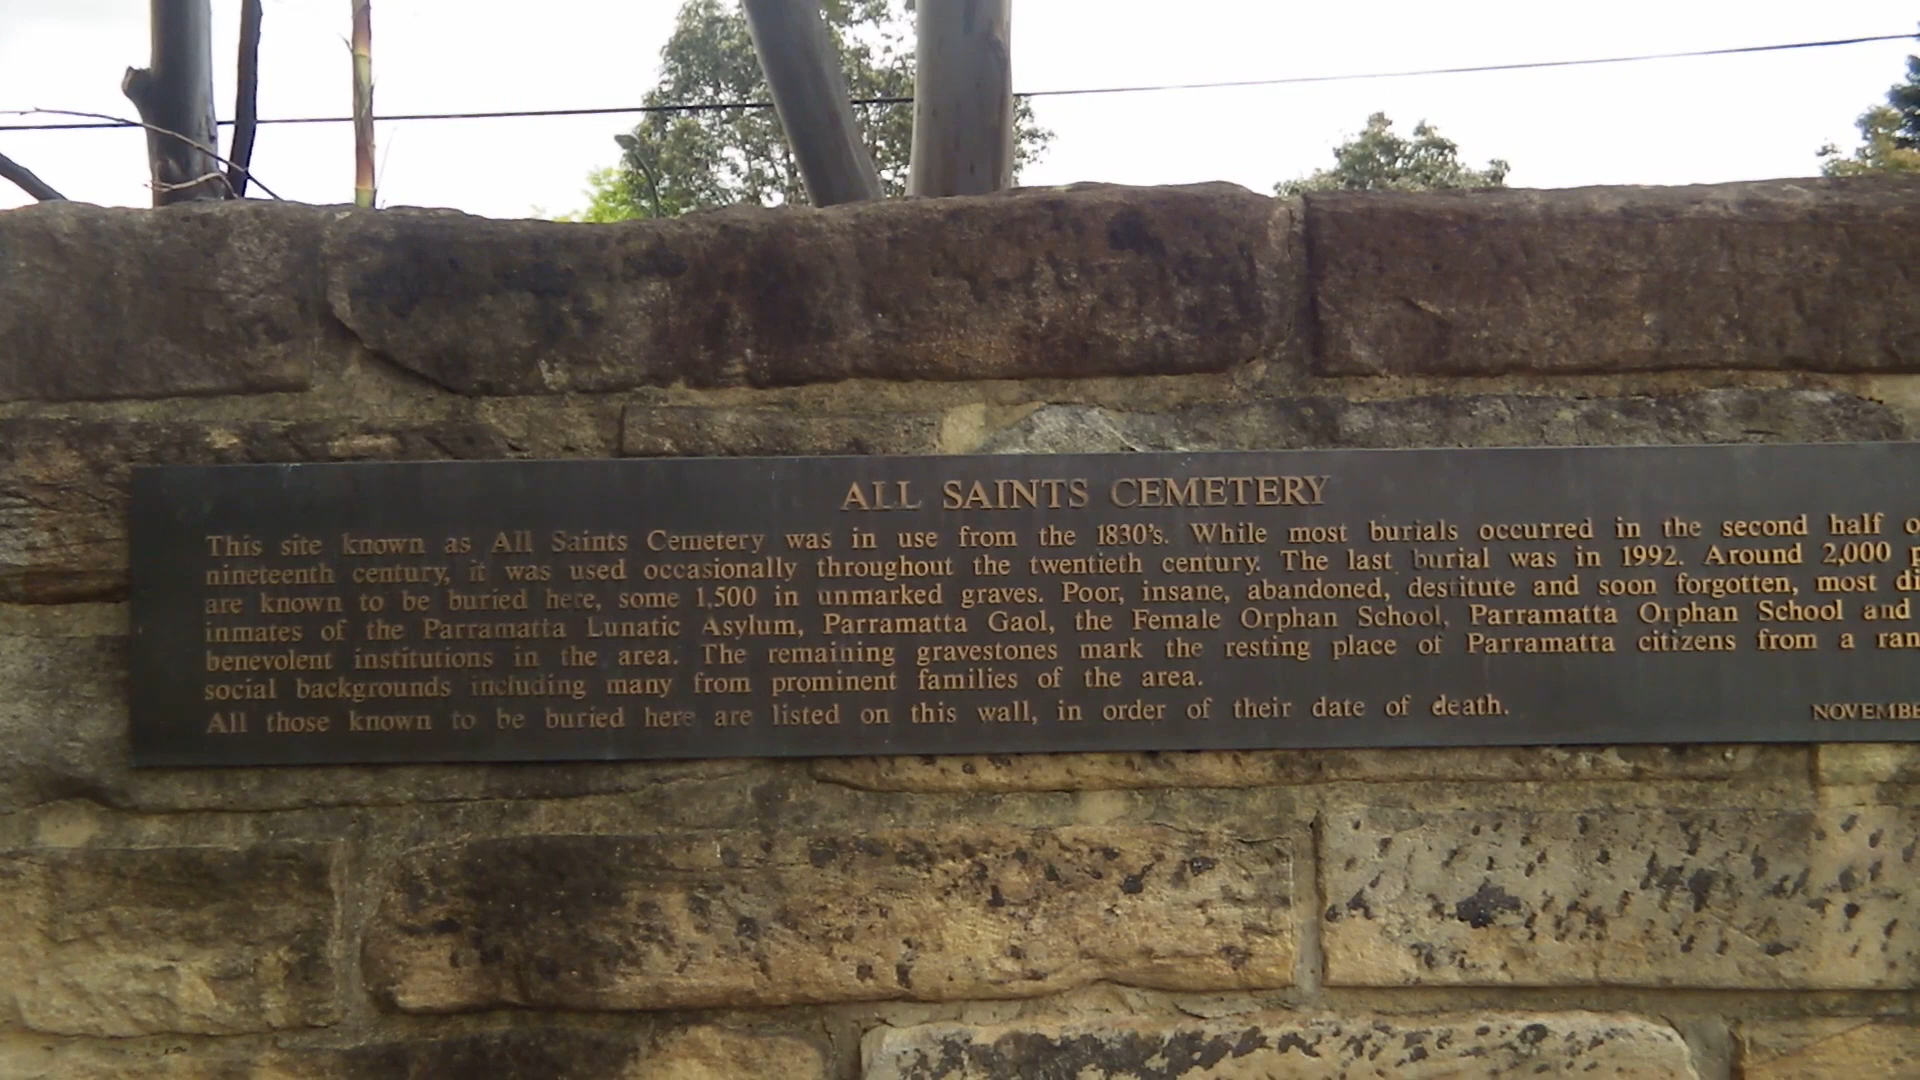 ALL SAINTS CEMETERY
This site known as All Saints Cemetery was in use from the 1830's. While most burials occurred in the second half
nineteenth century, it was used occasionally throughout the twentieth century. The last burial was in 1992. Around 2,000
are known to be buried here, some 1,500 in unmarked graves. Poor, insane, abandoned, destitute and soon forgotten, most
inmates of the Parramatta Lunatic Asylum, Parramatta Gaol, the Female Orphan School, Parramatta Orphan School and
benevolent institutions in the area. The remaining gravestones mark the resting place of Parramatta citizens from a
social backgrounds including many from prominent families of the area.
All those known to be buried here are listed on this wall, in order of their date of death.
NOVEMBE